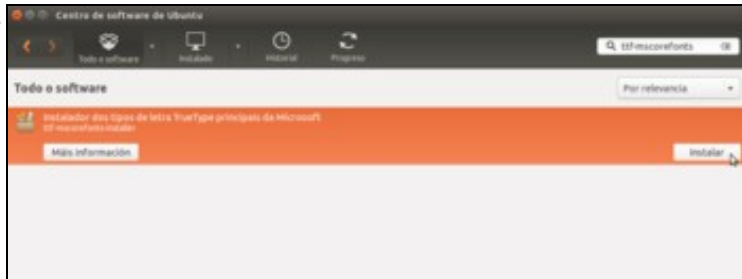 Centro de software de Ubuntu
Todo o software
Instalado
Historial
Progreso
ttf-mscorefonts
Todo o software
Por relevancia
Instalador dos tipos de letra TrueType principais da Microsoft
ttf-mscorefonts-installer
Máis información
Instalar